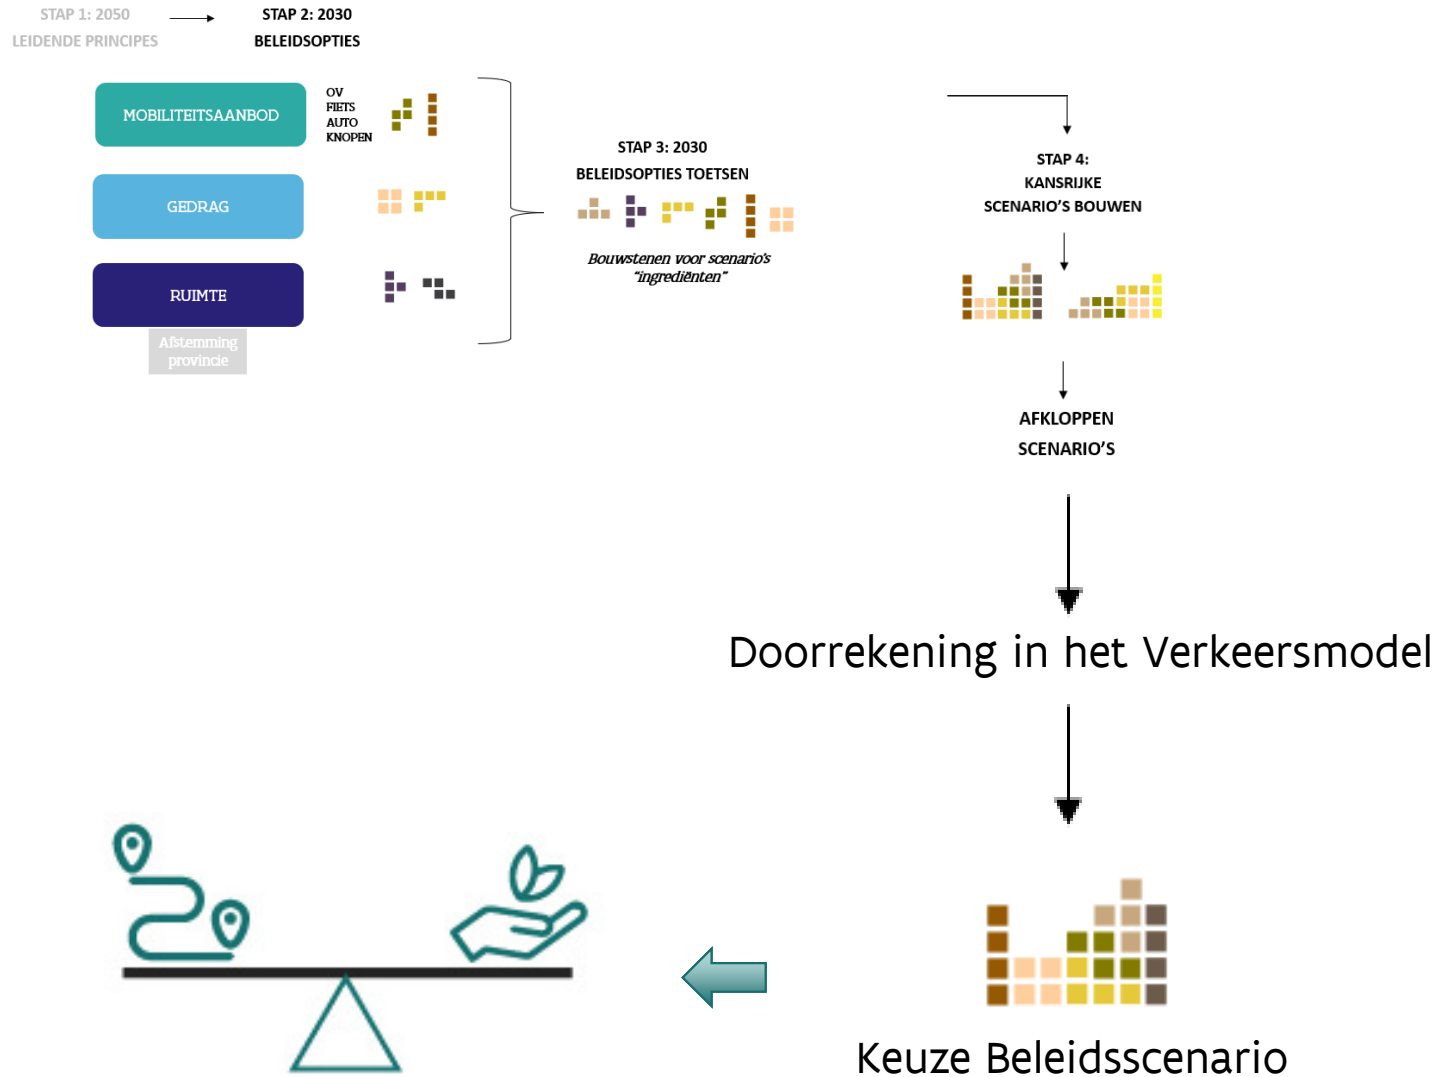 STAP 1: 2050
LEIDENDE PRINCIPES
STAP 2: 2030
BELEIDSOPTIES
MOBILITEITSAANBOD
OV
FIETS
AUTO
KNOPEN
GEDRAG
RUIMTE
Afstemming
provincie
STAP 3: 2030
BELEIDSOPTIES TOETSEN
Bouwstenen voor scenario's
"ingrediënten"
STAP 4:
KANSRIJKE
SCENARIO'S BOUWEN
AFKLOPPEN
SCENARIO'S
Doorrekening in het Verkeersmodel
Keuze Beleidsscenario